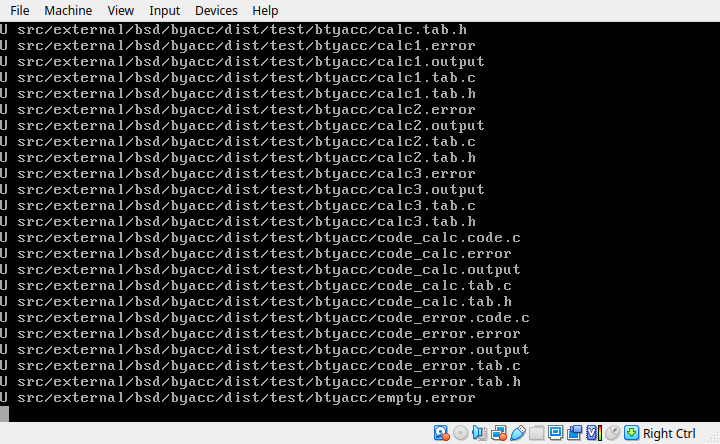 File Machine View Input Devices Help
U src/external/bsd/byacc/dist/test/btyacc/calc.tab.h
U src/external/bsd/byacc/dist/test/btyacc/calc1.error
U src/external/bsd/byacc/dist/test/btyacc/calc1.output
U src/external/bsd/byacc/dist/test/btyacc/calc1.tab.c
U src/external/bsd/byacc/dist/test/btyacc/calc1.tab.h
U src/external/bsd/byacc/dist/test/btyacc/calc2.error
U src/external/bsd/byacc/dist/test/btyacc/calc2.output
U src/external/bsd/byacc/dist/test/btyacc/calc2.tab.c
U src/external/bsd/byacc/dist/test/btyacc/calc2.tab.h
U src/external/bsd/byacc/dist/test/btyacc/calc3.error
U src/external/bsd/byacc/dist/test/btyacc/calc3.output
U src/external/bsd/byacc/dist/test/btyacc/calc3.tab.c
U src/external/bsd/byacc/dist/test/btyacc/calc3.tab.h
U src/external/bsd/byacc/dist/test/btyacc/code_calc.code.c
U src/external/bsd/byacc/dist/test/btyacc/code_calc.error
U src/external/bsd/byacc/dist/test/btyacc/code_calc.output
U src/external/bsd/byacc/dist/test/btyacc/code_calc.tab.c
U src/external/bsd/byacc/dist/test/btyacc/code_calc.tab.h
U src/external/bsd/byacc/dist/test/btyacc/code_error.code.c
U src/external/bsd/byacc/dist/test/btyacc/code_error.error
U src/external/bsd/byacc/dist/test/btyacc/code_error.output
U src/external/bsd/byacc/dist/test/btyacc/code_error.tab.c
U src/external/bsd/byacc/dist/test/btyacc/code_error.tab.h
U src/external/bsd/byacc/dist/test/btyacc/empty.error
Right Ctrl